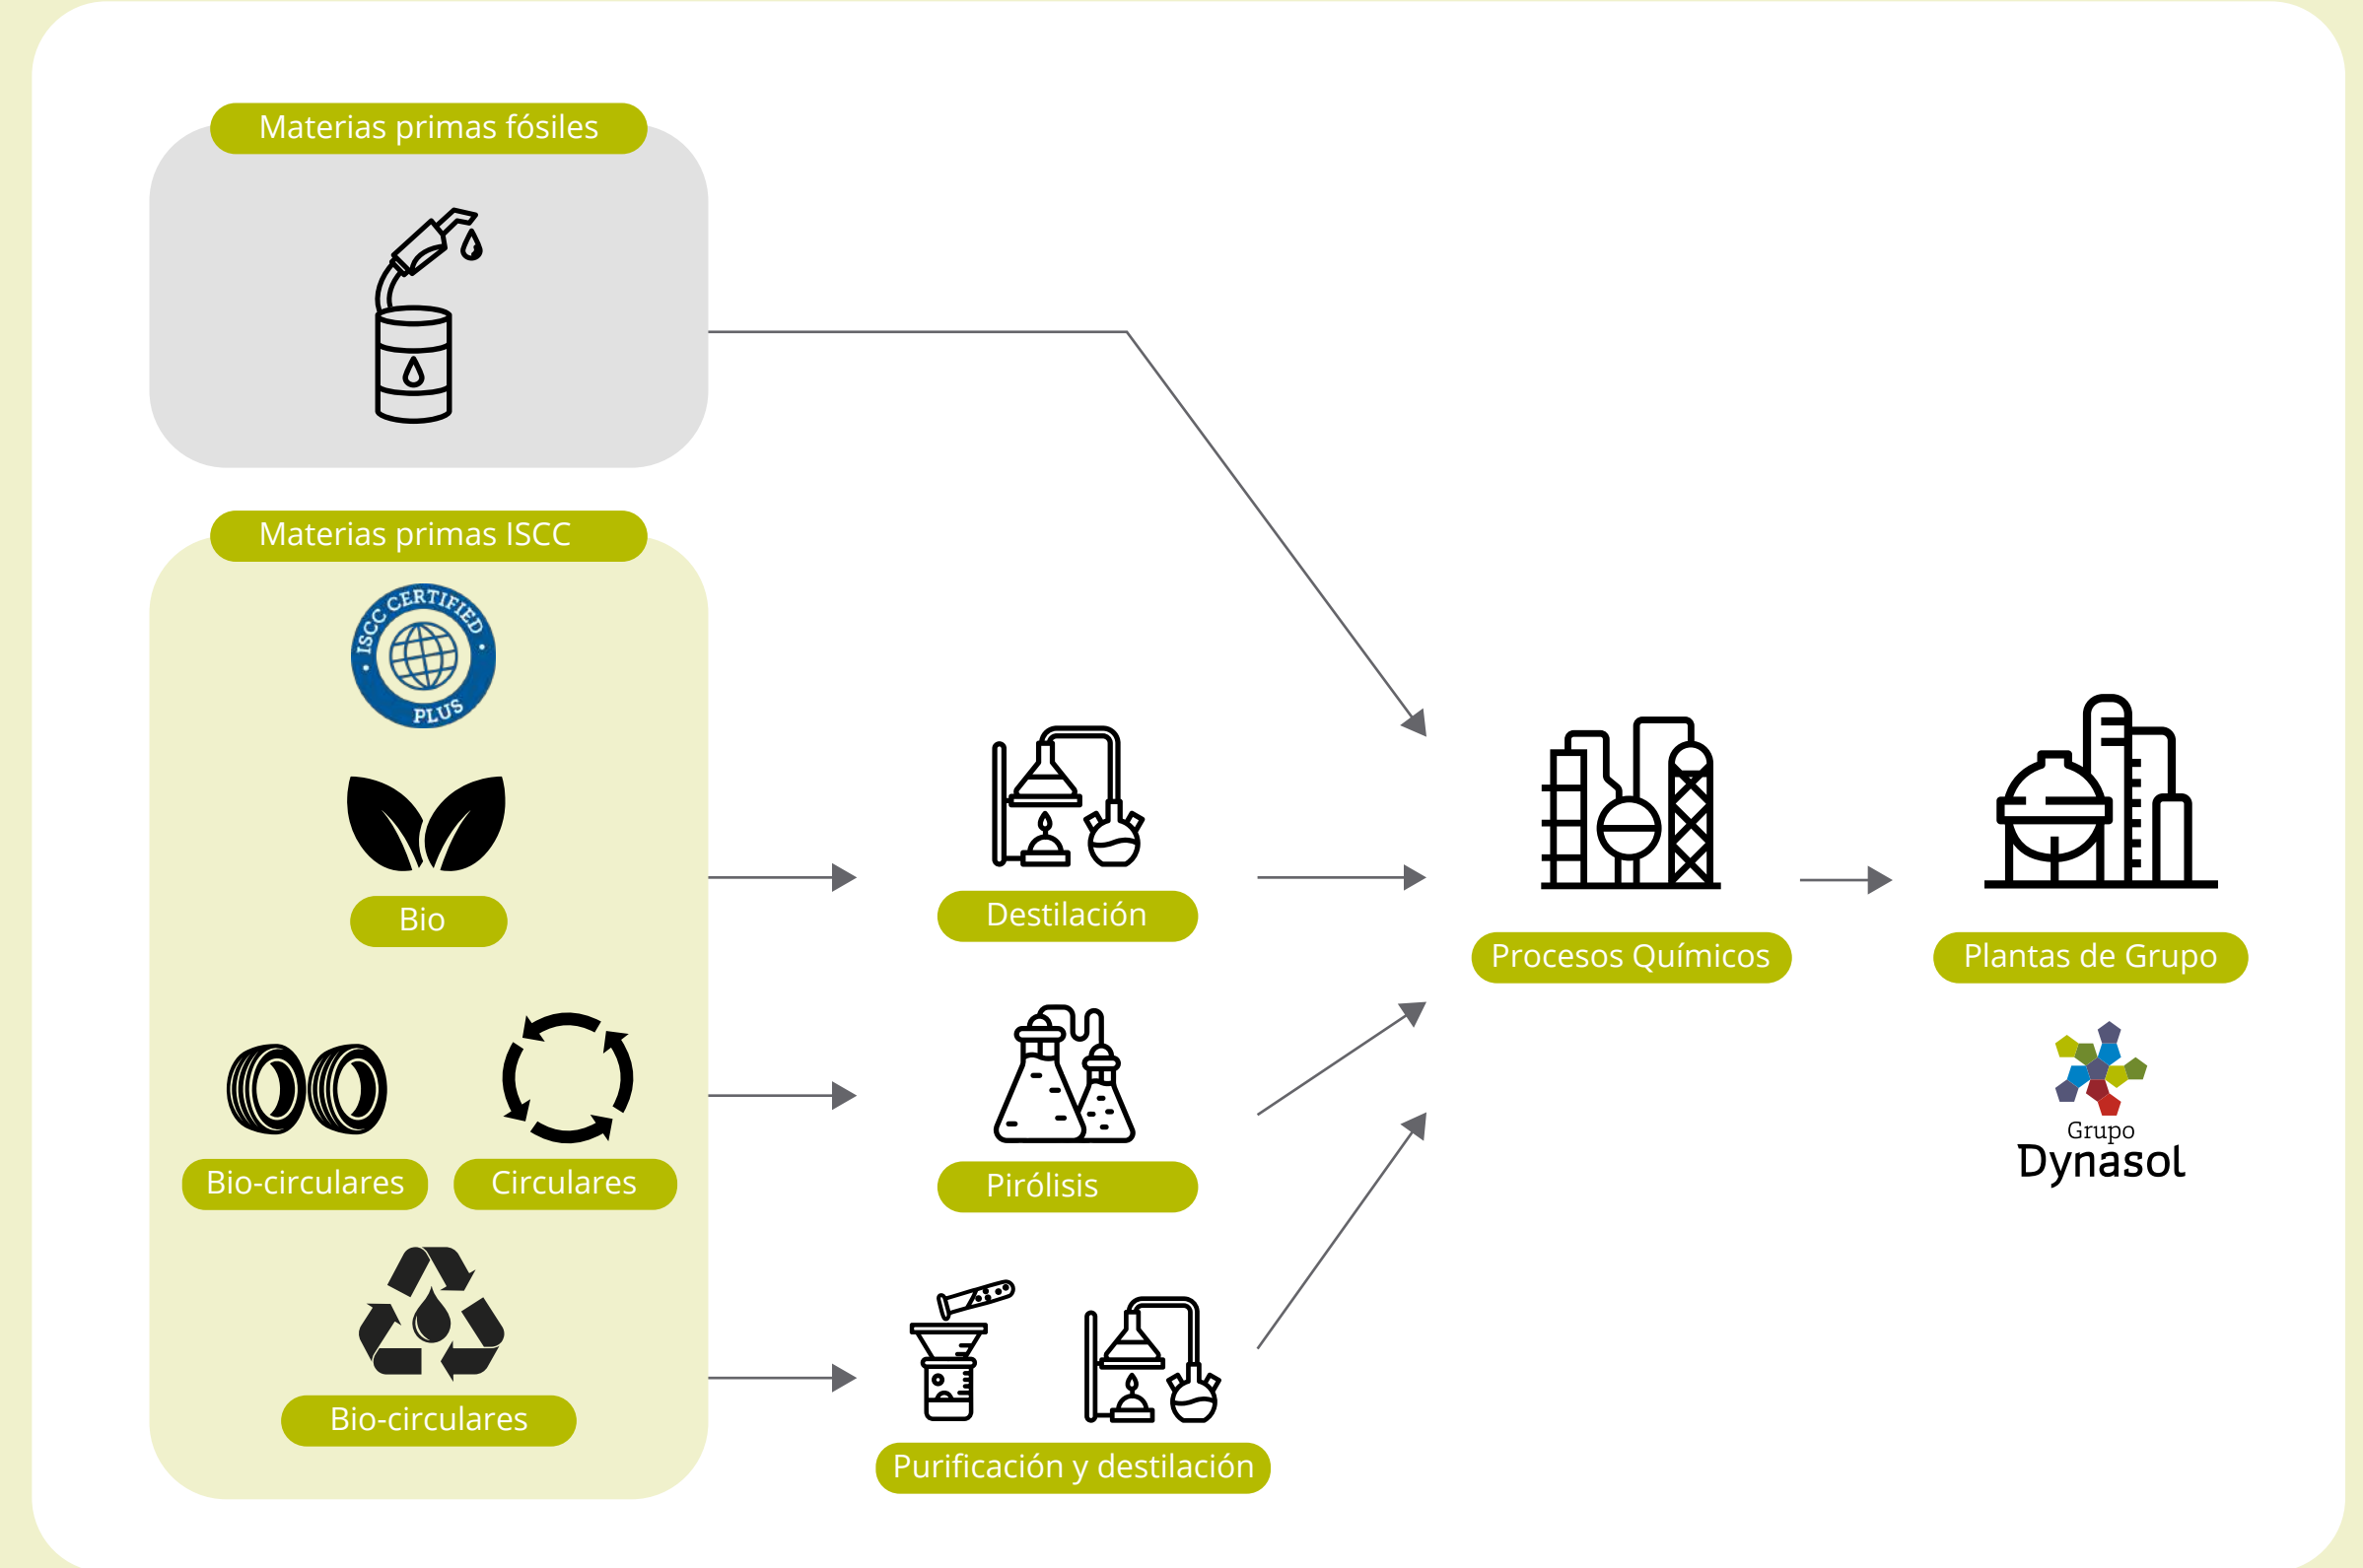 Materias primas fósiles
Materias primas ISCC
ISCC CERTIFIED
PLUS
Bio
Bio-circulares
Circulares
Bio-circulares
Destilación
Pirólisis
Purificación y destilación
Procesos Químicos
Plantas de Grupo
Grupo
Dynasol